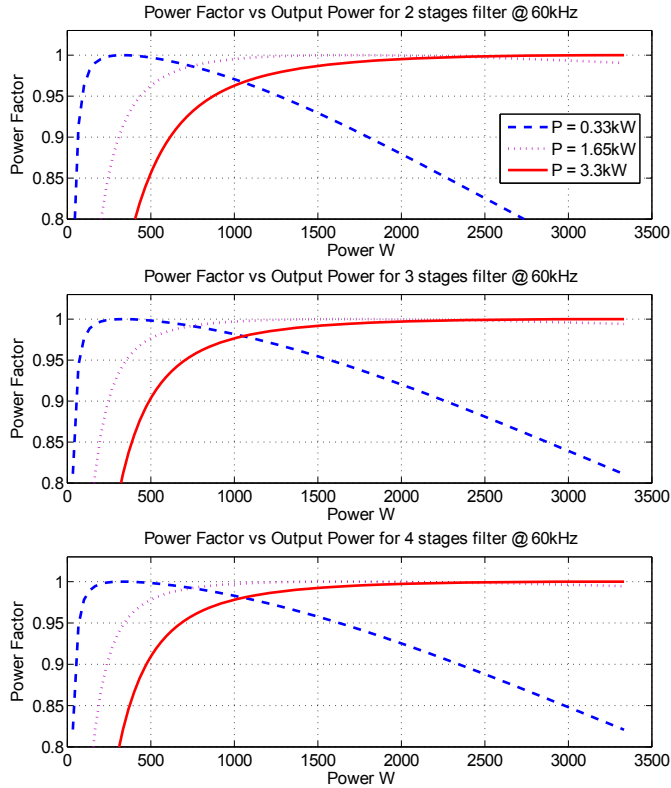 Power Factor vs Output Power for 2 stages filter @ 60kHz
1
0.95
0.9
0.85
0.8
Power Factor
P = 0.33kW
P = 1.65kW
P = 3.3kW
0 500 1000 1500 2000 2500 3000 3500
Power W
Power Factor vs Output Power for 3 stages filter @ 60kHz
1
0.95
0.9
0.85
0.8
Power Factor
0 500 1000 1500 2000 2500 3000 3500
Power W
Power Factor vs Output Power for 4 stages filter @ 60kHz
1
0.95
0.9
0.85
0.8
Power Factor
0 500 1000 1500 2000 2500 3000 3500
Power W